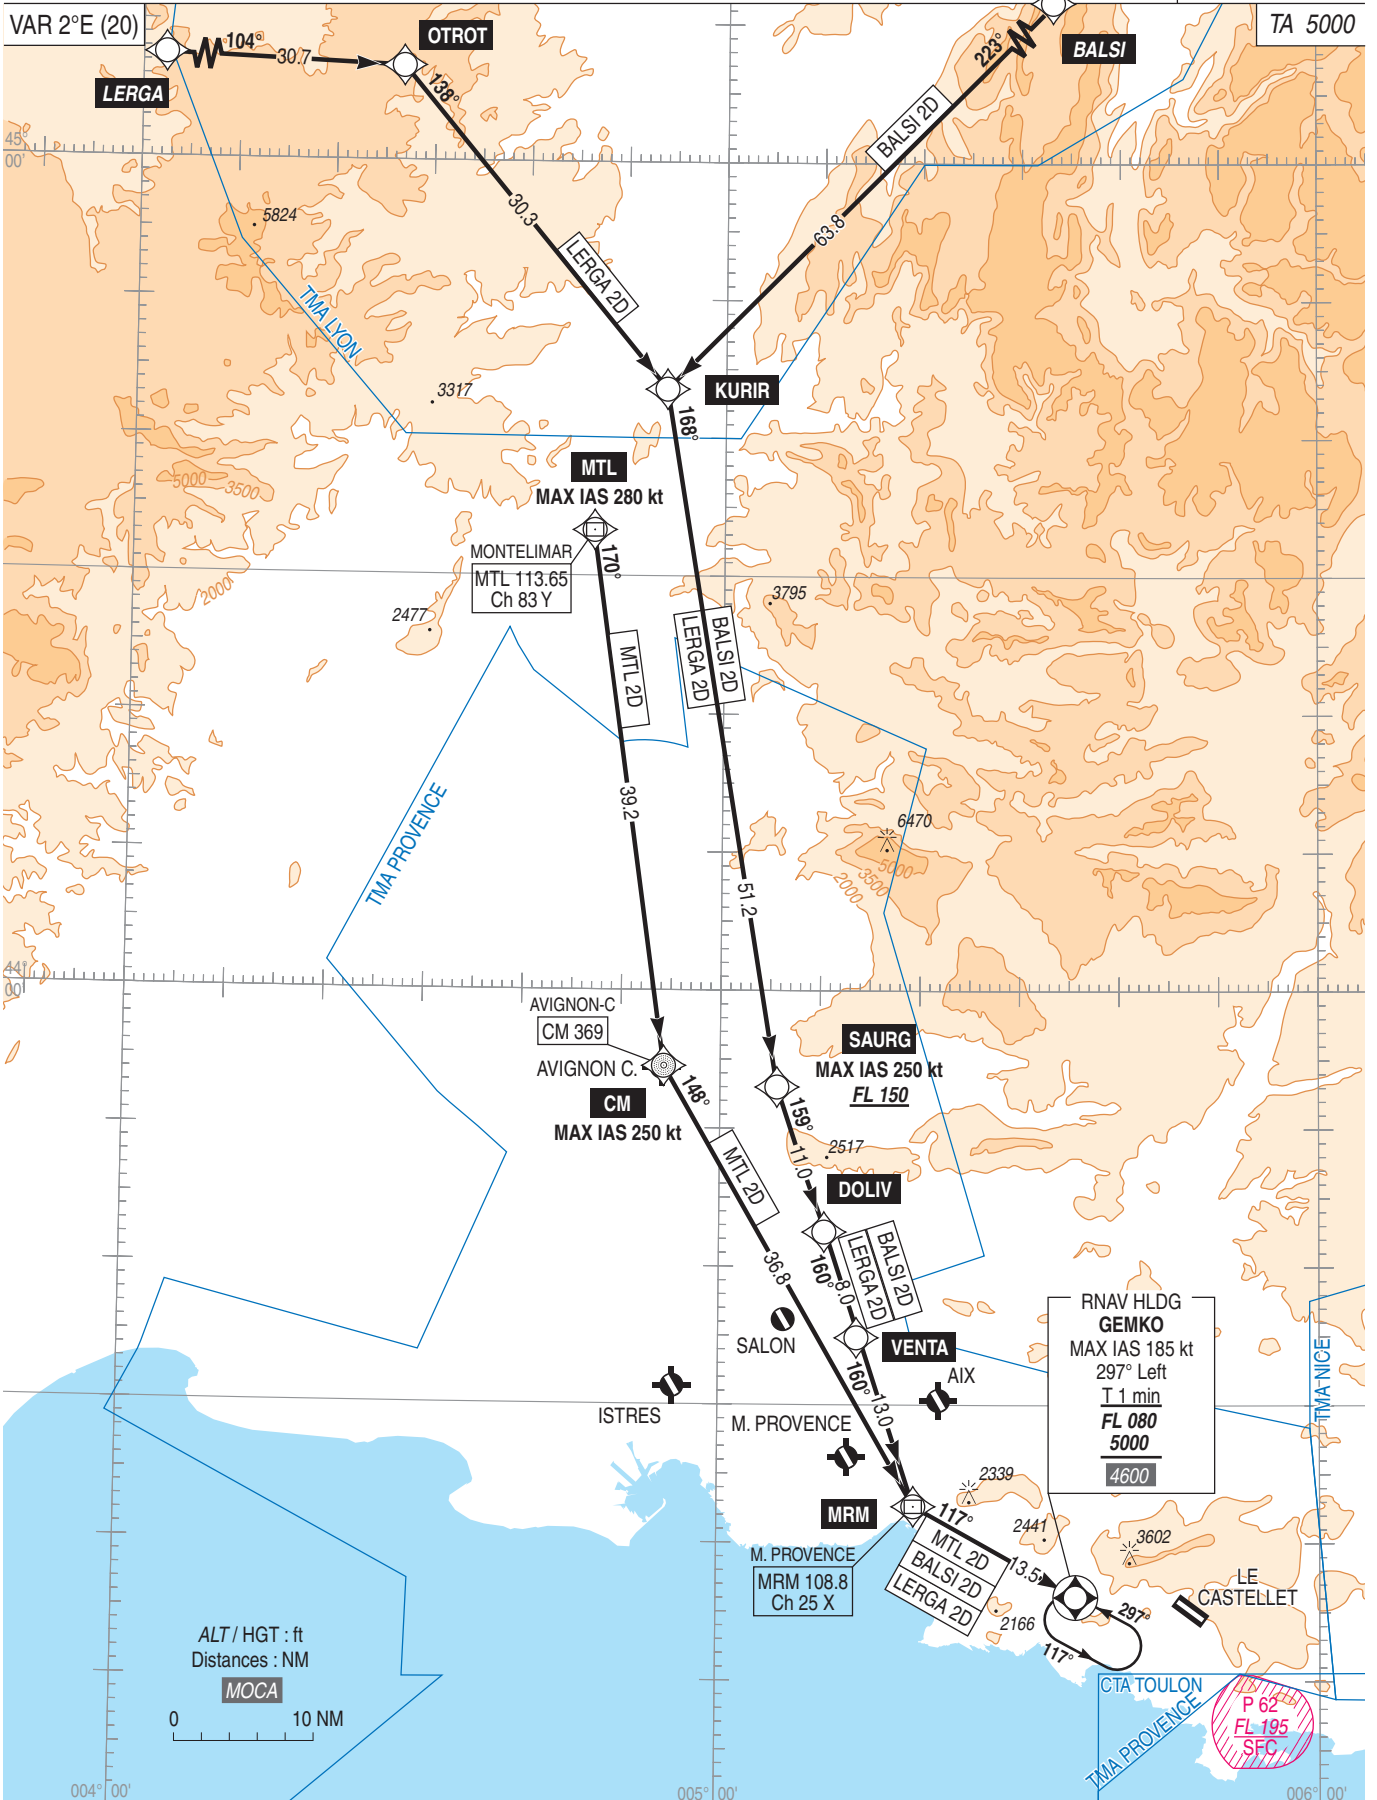 VAR 2°E (20)
TA 5000
LERGA
104°
30.7
OTROT
138°
223°
BALSI
BALSI 2D
45°
00'
5824
30.3
LERGA 2D
63.8
TMA LYON
3317
KURIR
168°
5000
3500
2000
MTL
MAX IAS 280 kt
MONTELIMAR
MTL 113.65
Ch 83 Y
170°
2477
3795
MTL 2D
BALSI 2D
LERGA 2D
TMA PROVENCE
39.2
51.2
6470
5000
3500
2000
44°
00'
AVIGNON-C
CM 369
AVIGNON C.
CM
MAX IAS 250 kt
148°
SAURG
MAX IAS 250 kt
FL 150
159°
2517
11.0
MTL 2D
DOLIV
160°
8.0
BALSI 2D
LERGA 2D
36.8
SALON
VENTA
160°
13.0
AIX
ISTRES
M. PROVENCE
RNAV HLDG
GEMKO
MAX IAS 185 kt
297° Left
T 1 min
FL 080
5000
4600
TMA NICE
2339
MRM
117°
2441
3602
M. PROVENCE
MRM 108.8
Ch 25 X
MTL 2D
BALSI 2D
LERGA 2D
13.5
2166
LE
CASTELLET
297°
117°
CTA TOULON
TMA PROVENCE
P 62
FL 195
SFC
ALT / HGT : ft
Distances : NM
MOCA
0
10 NM
004° 00'
005° 00'
006° 00'